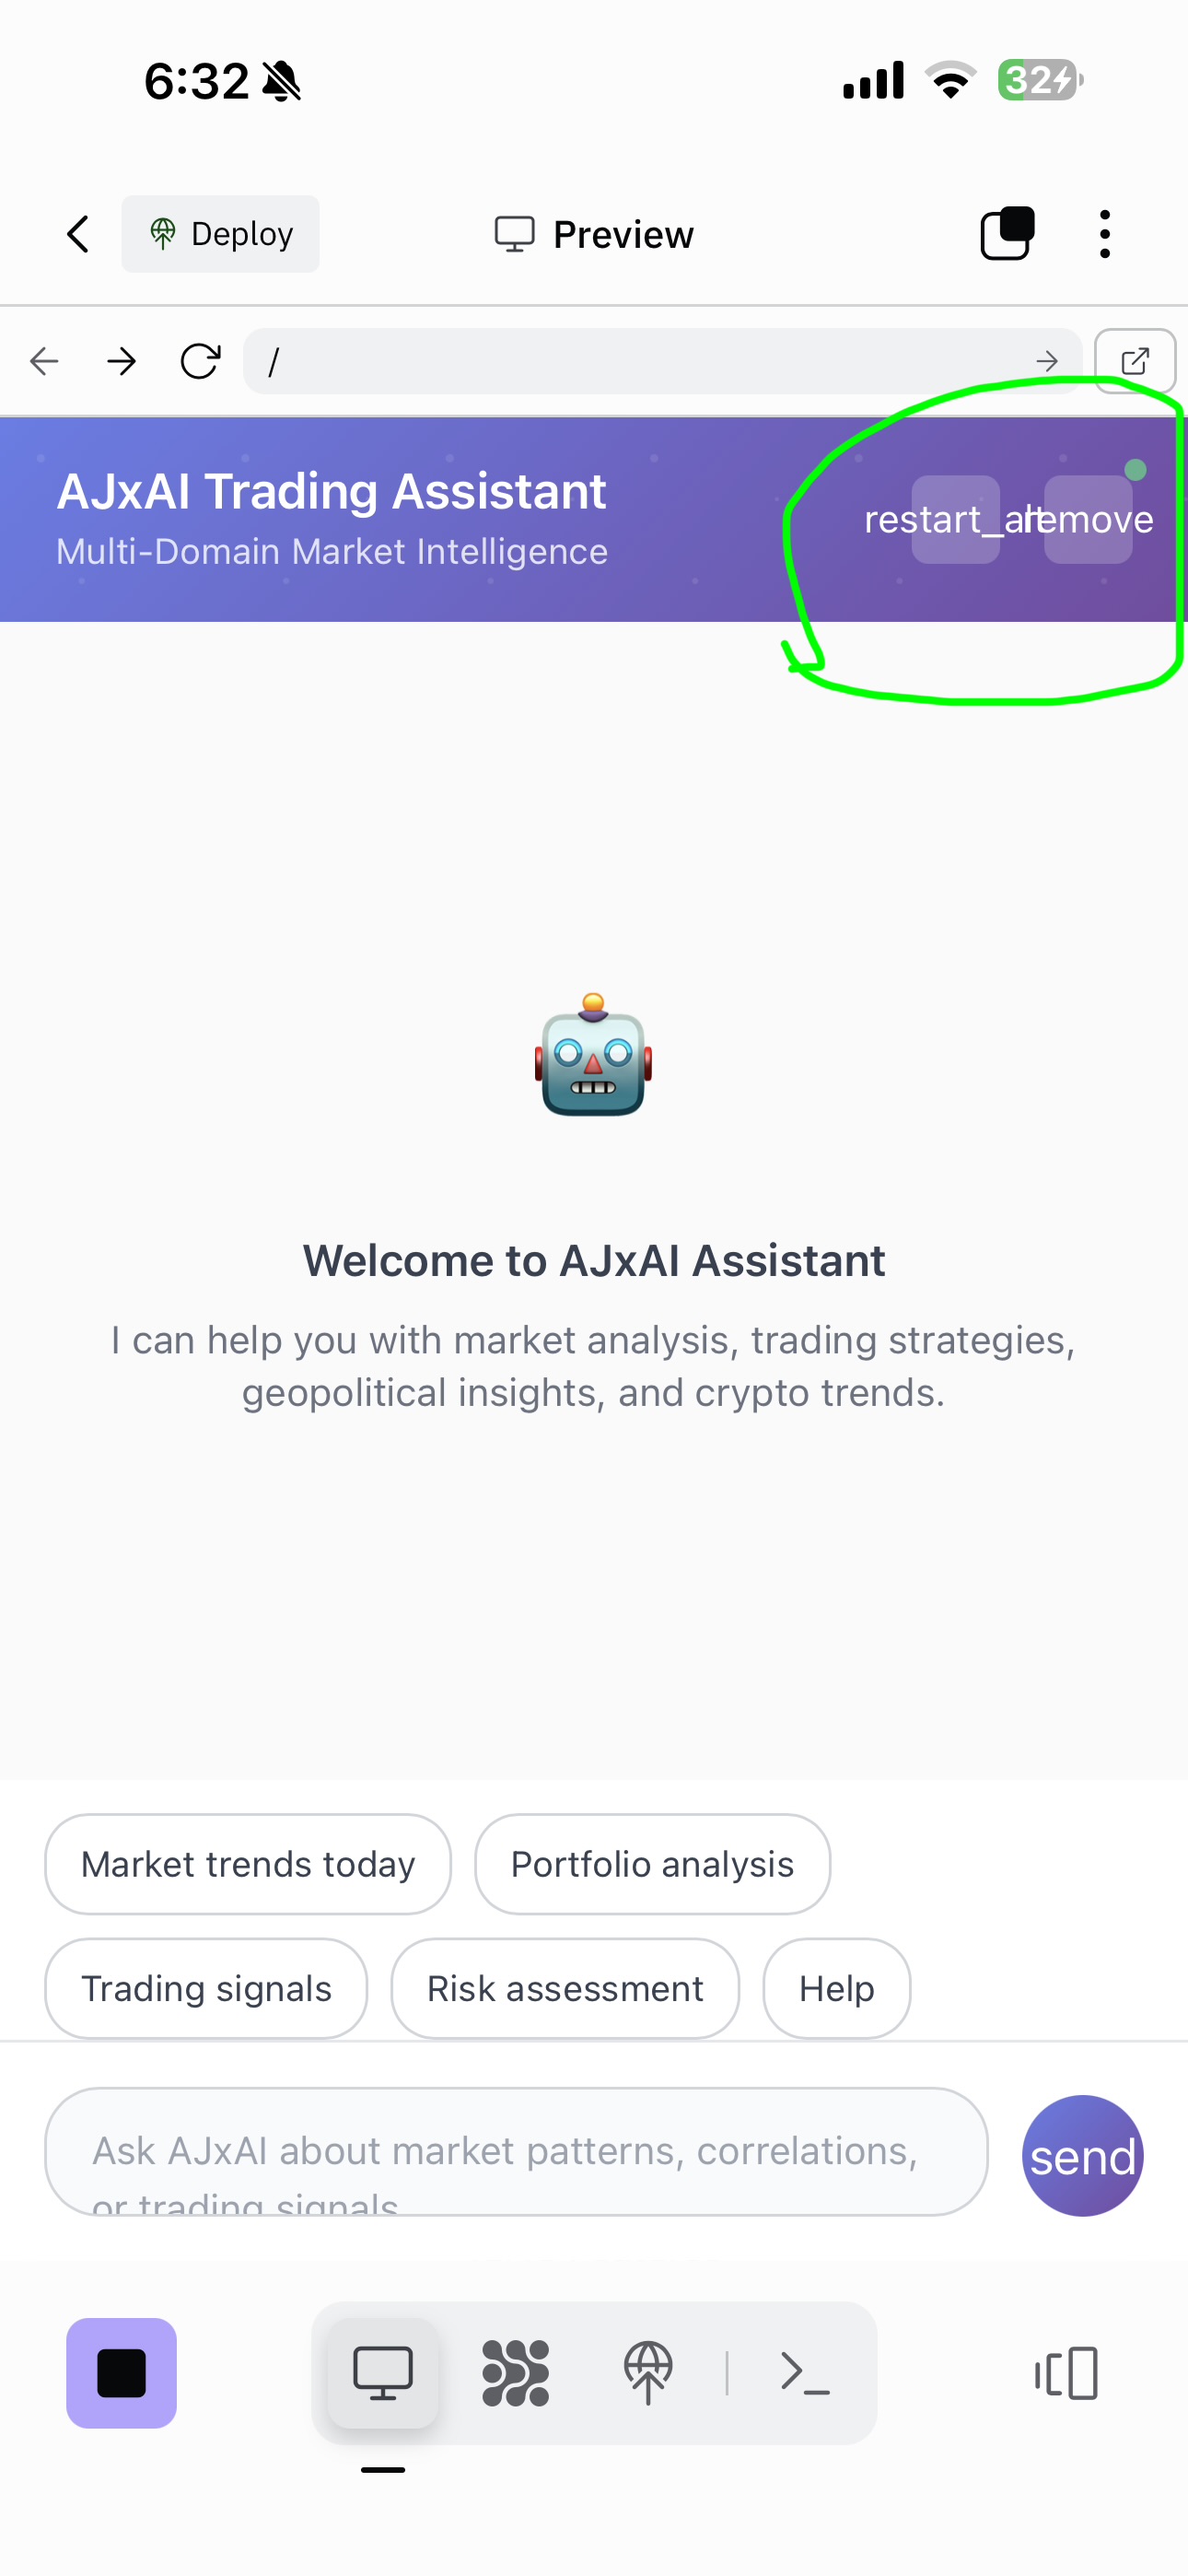 6:32
32
Deploy
Preview
/
AJxAI Trading Assistant
Multi-Domain Market Intelligence
restart_alt
remove
Welcome to AJxAI Assistant
I can help you with market analysis, trading strategies,
geopolitical insights, and crypto trends.
Market trends today
Portfolio analysis
Trading signals
Risk assessment
Help
Ask AJxAI about market patterns, correlations,
or trading signals
send